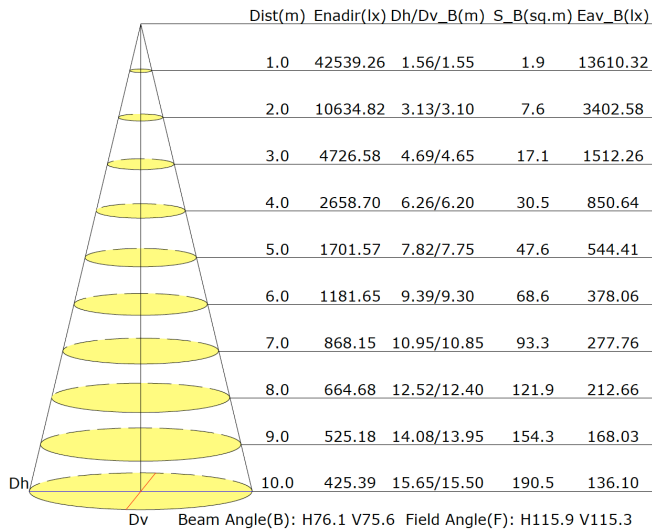 Dist(m) Enadir(lx) Dh/Dv_B(m) S_B(sq.m) Eav_B(lx)
1.0 42539.26 1.56/1.55 1.9 13610.32
2.0 10634.82 3.13/3.10 7.6 3402.58
3.0 4726.58 4.69/4.65 17.1 1512.26
4.0 2658.70 6.26/6.20 30.5 850.64
5.0 1701.57 7.82/7.75 47.6 544.41
6.0 1181.65 9.39/9.30 68.6 378.06
7.0 868.15 10.95/10.85 93.3 277.76
8.0 664.68 12.52/12.40 121.9 212.66
9.0 525.18 14.08/13.95 154.3 168.03
Dh 10.0 425.39 15.65/15.50 190.5 136.10
Dv Beam Angle(B): H76.1 V75.6 Field Angle(F): H115.9 V115.3